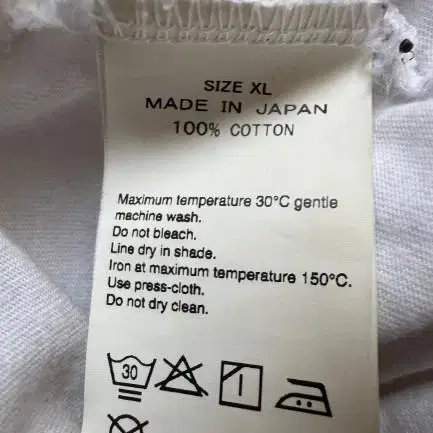 SIZE XL
MADE IN JAPAN
100% COTTON
Maximum temperature 30°C gentle
machine wash.
Do not bleach.
Line dry in shade.
Iron at maximum temperature 150°C.
Use press-cloth.
Do not dry clean.
30